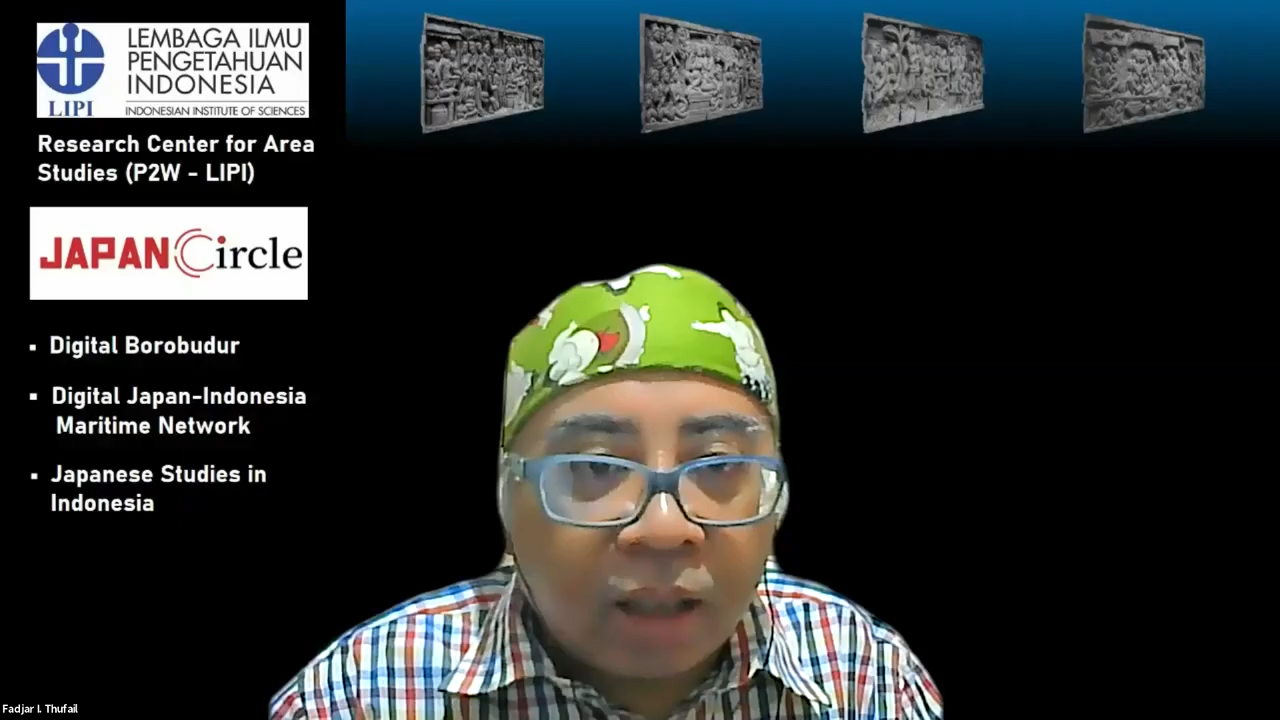 LEMBAGA ILMU
PENGETAHUAN
INDONESIA
LIPI
INDONESIAN INSTITUTE OF SCIENCES
Research Center for Area
Studies (P2W - LIPI)
JAPAN Circle
▪ Digital Borobudur
▪ Digital Japan-Indonesia
Maritime Network
▪ Japanese Studies in
Indonesia
Fadjar I. Thufail